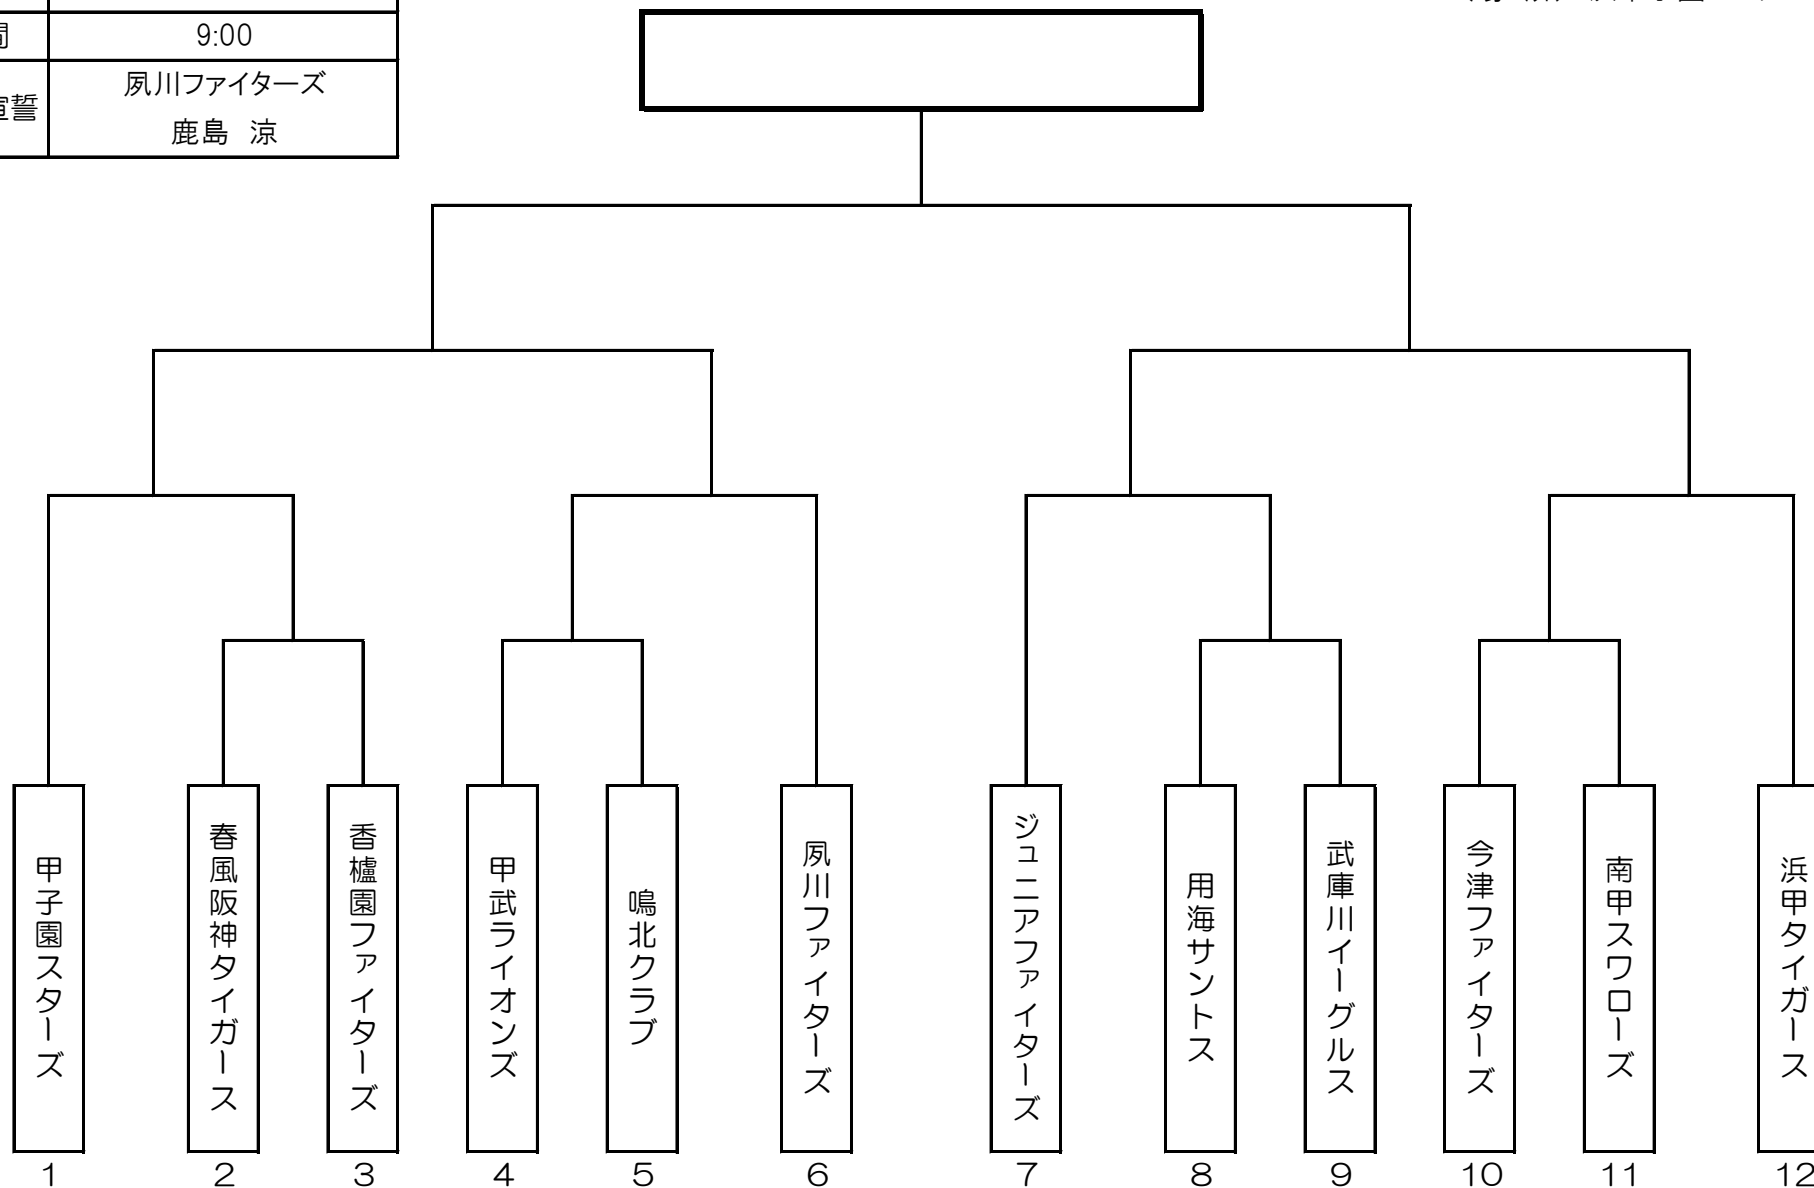 間
9:00
宣誓
夙川ファイターズ
鹿島 涼
甲子園スターズ
春風阪神タイガース
香櫨園ファイターズ
甲武ライオンズ
鳴北クラブ
夙川ファイターズ
ジュニアファイターズ
用海サントス
武庫川イーグルス
今津ファイターズ
南甲スワローズ
浜甲タイガース
1
2
3
4
5
6
7
8
9
10
11
12